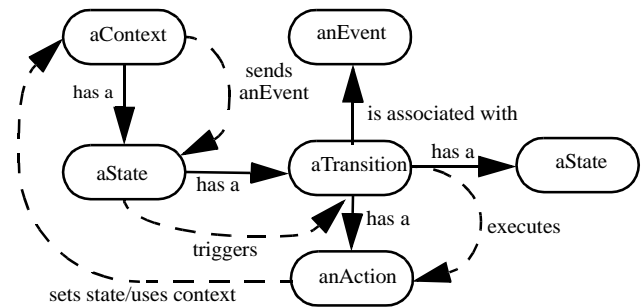 aContext
anEvent
sends
anEvent
has a
is associated with
aState
has a
aTransition
has a
aState
has a
executes
triggers
anAction
sets state/uses context